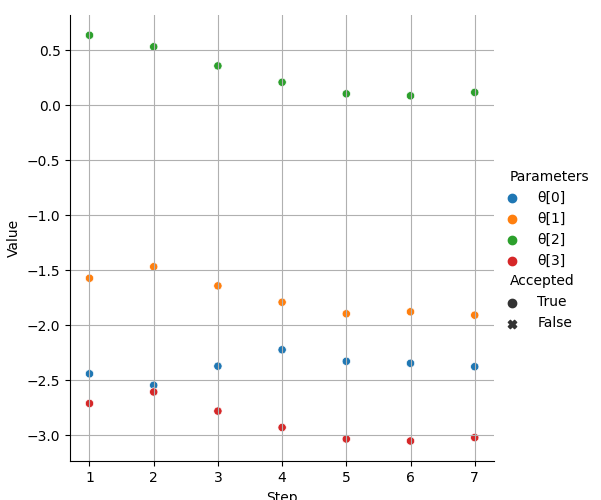 0.5
0.0
−0.5
−1.0
−1.5
−2.0
−2.5
−3.0
Value
1 2 3 4 5 6 7
Step
Parameters
θ[0]
θ[1]
θ[2]
θ[3]
Accepted
True
False